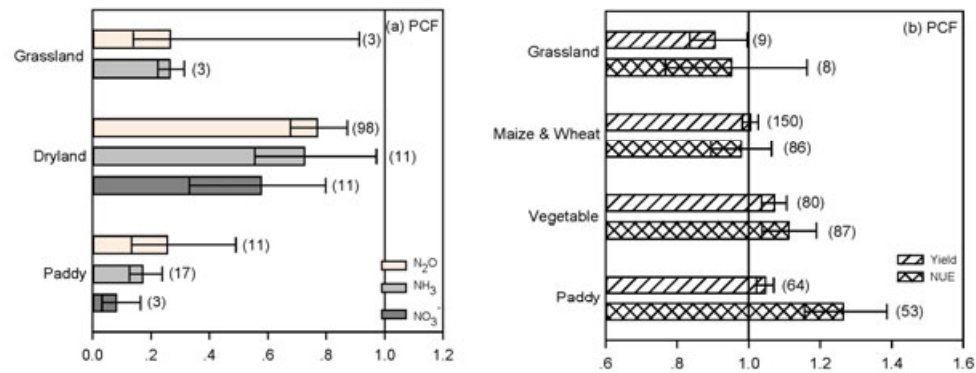 (a) PCF
Grassland
(3)
(3)
Dryland
(98)
(11)
(11)
Paddy
(11)
(17)
(3)
N₂O
NH₃
NO₃⁻
0.0 .2 .4 .6 .8 1.0 1.2
(b) PCF
Grassland
(9)
(8)
Maize & Wheat
(150)
(86)
Vegetable
(80)
(87)
Paddy
(64)
(53)
Yield
NUE
.6 .8 1.0 1.2 1.4 1.6